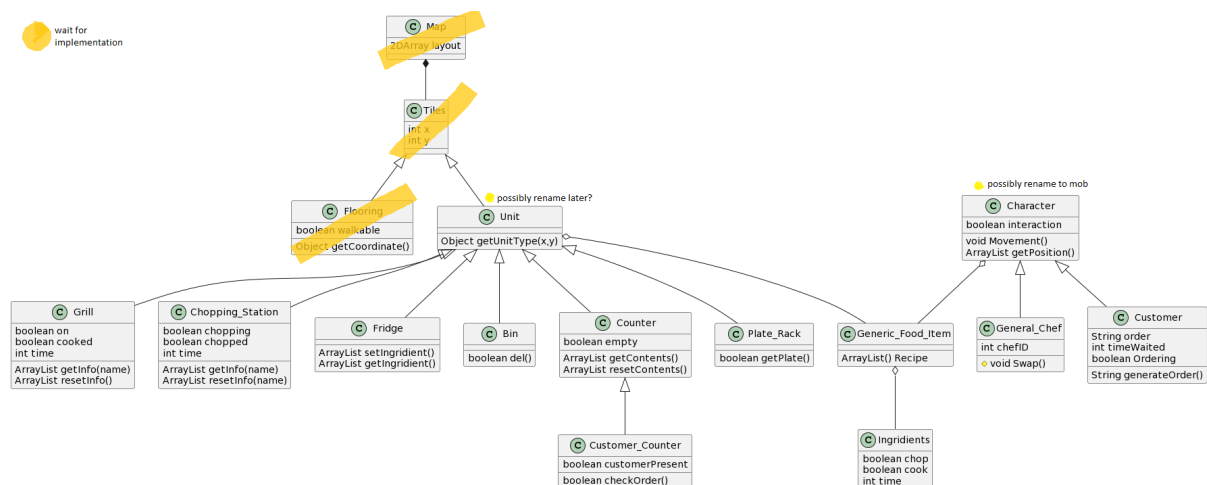 wait for
implementation
C Map
2DArray layout
C Tiles
int x
int y
possibly rename later?
possibly rename to mob
C Flooring
boolean walkable
Object getCoordinate()
C Unit
Object getUnitType(x,y)
C Character
boolean interaction
void Movement()
ArrayList getPosition()
C Grill
boolean on
boolean cooked
int time
ArrayList getInfo(name)
ArrayList resetInfo()
C Chopping_Station
boolean chopping
boolean chopped
int time
ArrayList getInfo(name)
ArrayList resetInfo(name)
C Fridge
ArrayList setIngridient()
ArrayList getIngridient()
C Bin
boolean del()
C Counter
boolean empty
ArrayList getContents()
ArrayList resetContents()
C Plate_Rack
boolean getPlate()
C Generic_Food_Item
ArrayList() Recipe
C General_Chef
int chefID
void Swap()
C Customer
String order
int timeWaited
boolean Ordering
String generateOrder()
C Customer_Counter
boolean customerPresent
boolean checkOrder()
C Ingridients
boolean chop
boolean cook
int time